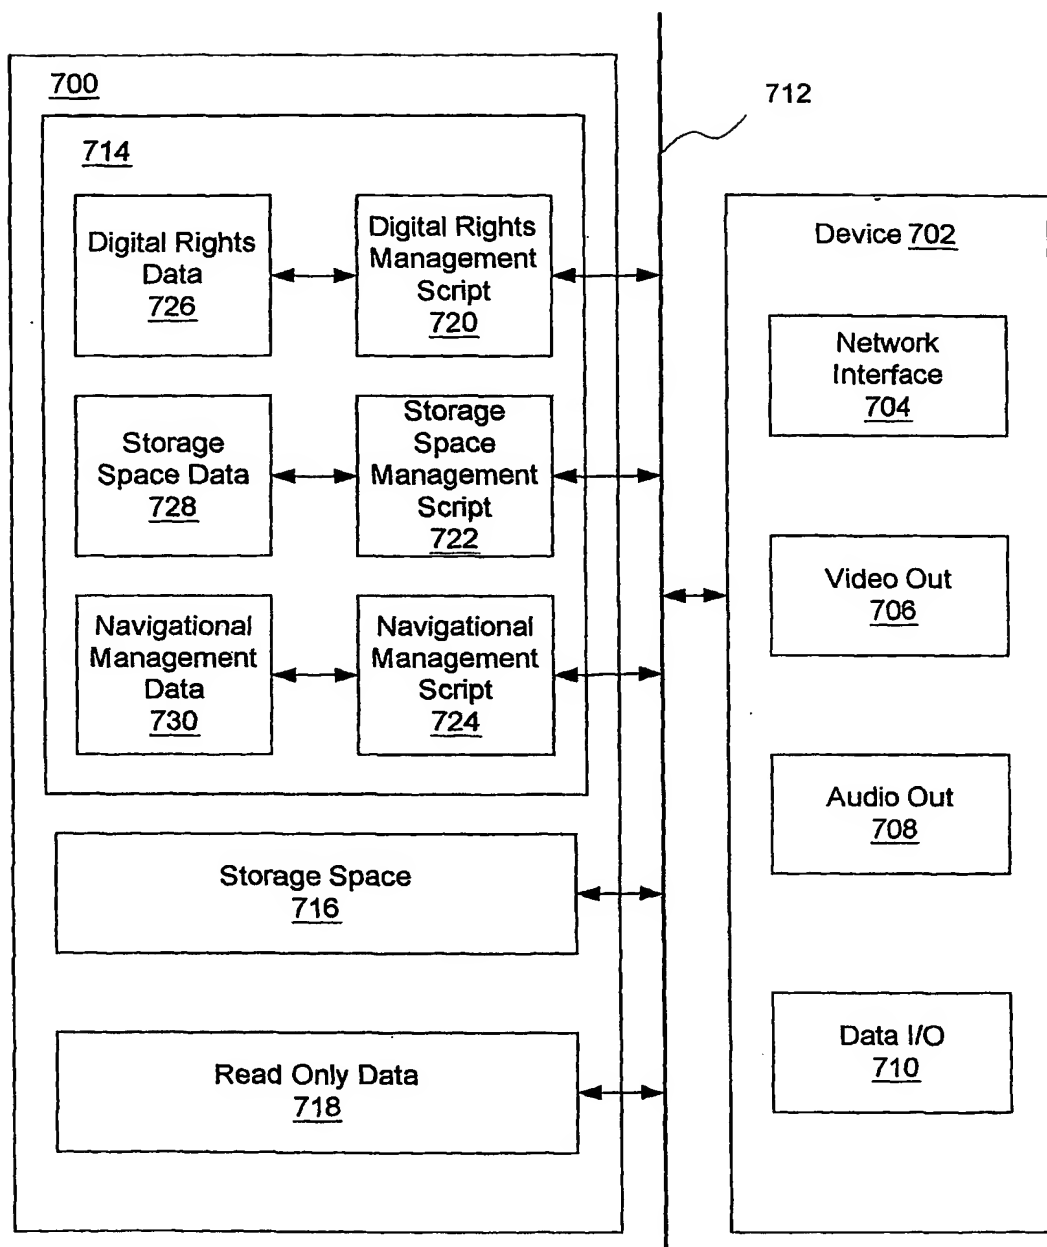 700
712
714
Digital Rights
Data
726
Digital Rights
Management
Script
720
Device 702
Network
Interface
704
Storage
Space Data
728
Storage
Space
Management
Script
722
Video Out
706
Navigational
Management
Data
730
Navigational
Management
Script
724
Audio Out
708
Storage Space
716
Data I/O
710
Read Only Data
718